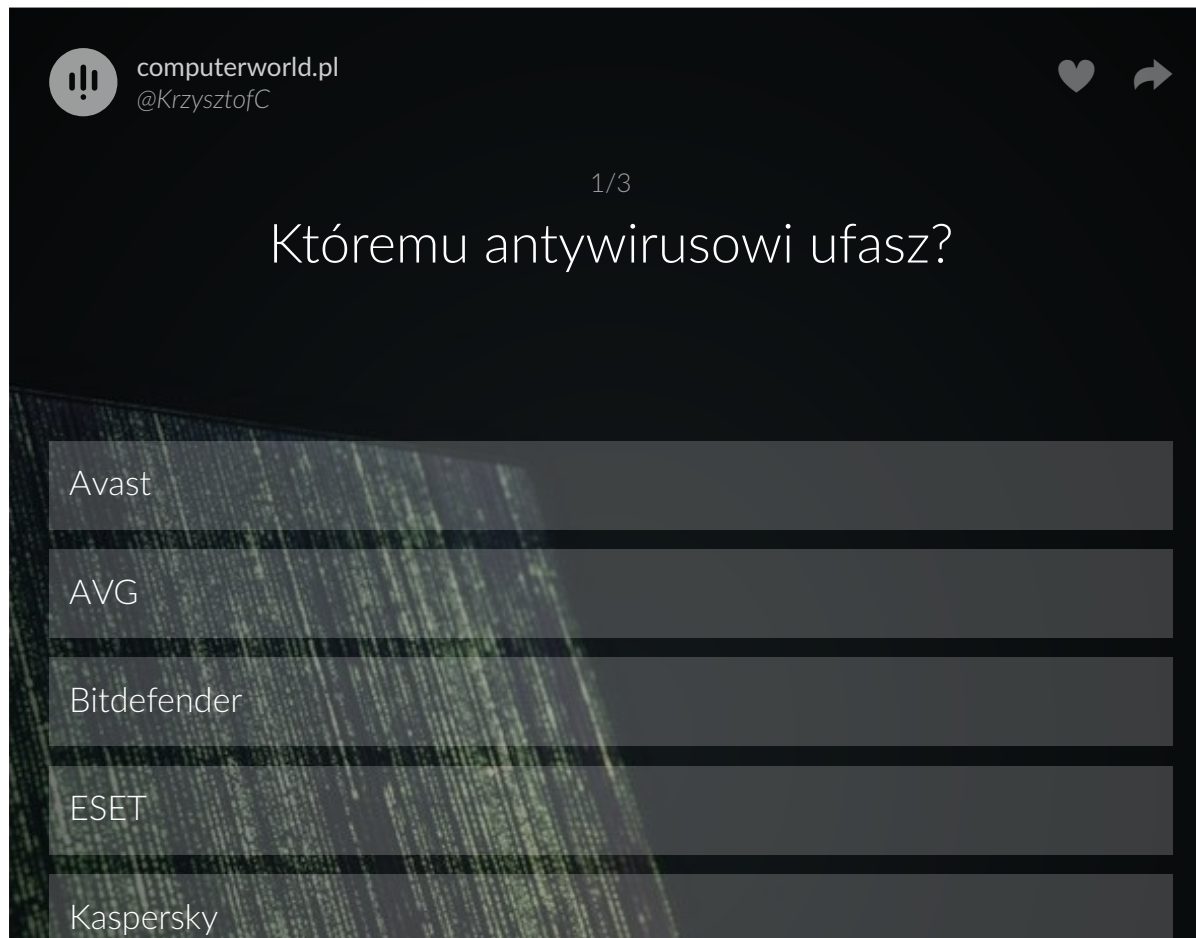 computerworld.pl
@KrzysztofC
1/3
Któremu antywirusowi ufasz?
Avast
AVG
Bitdefender
ESET
Kaspersky